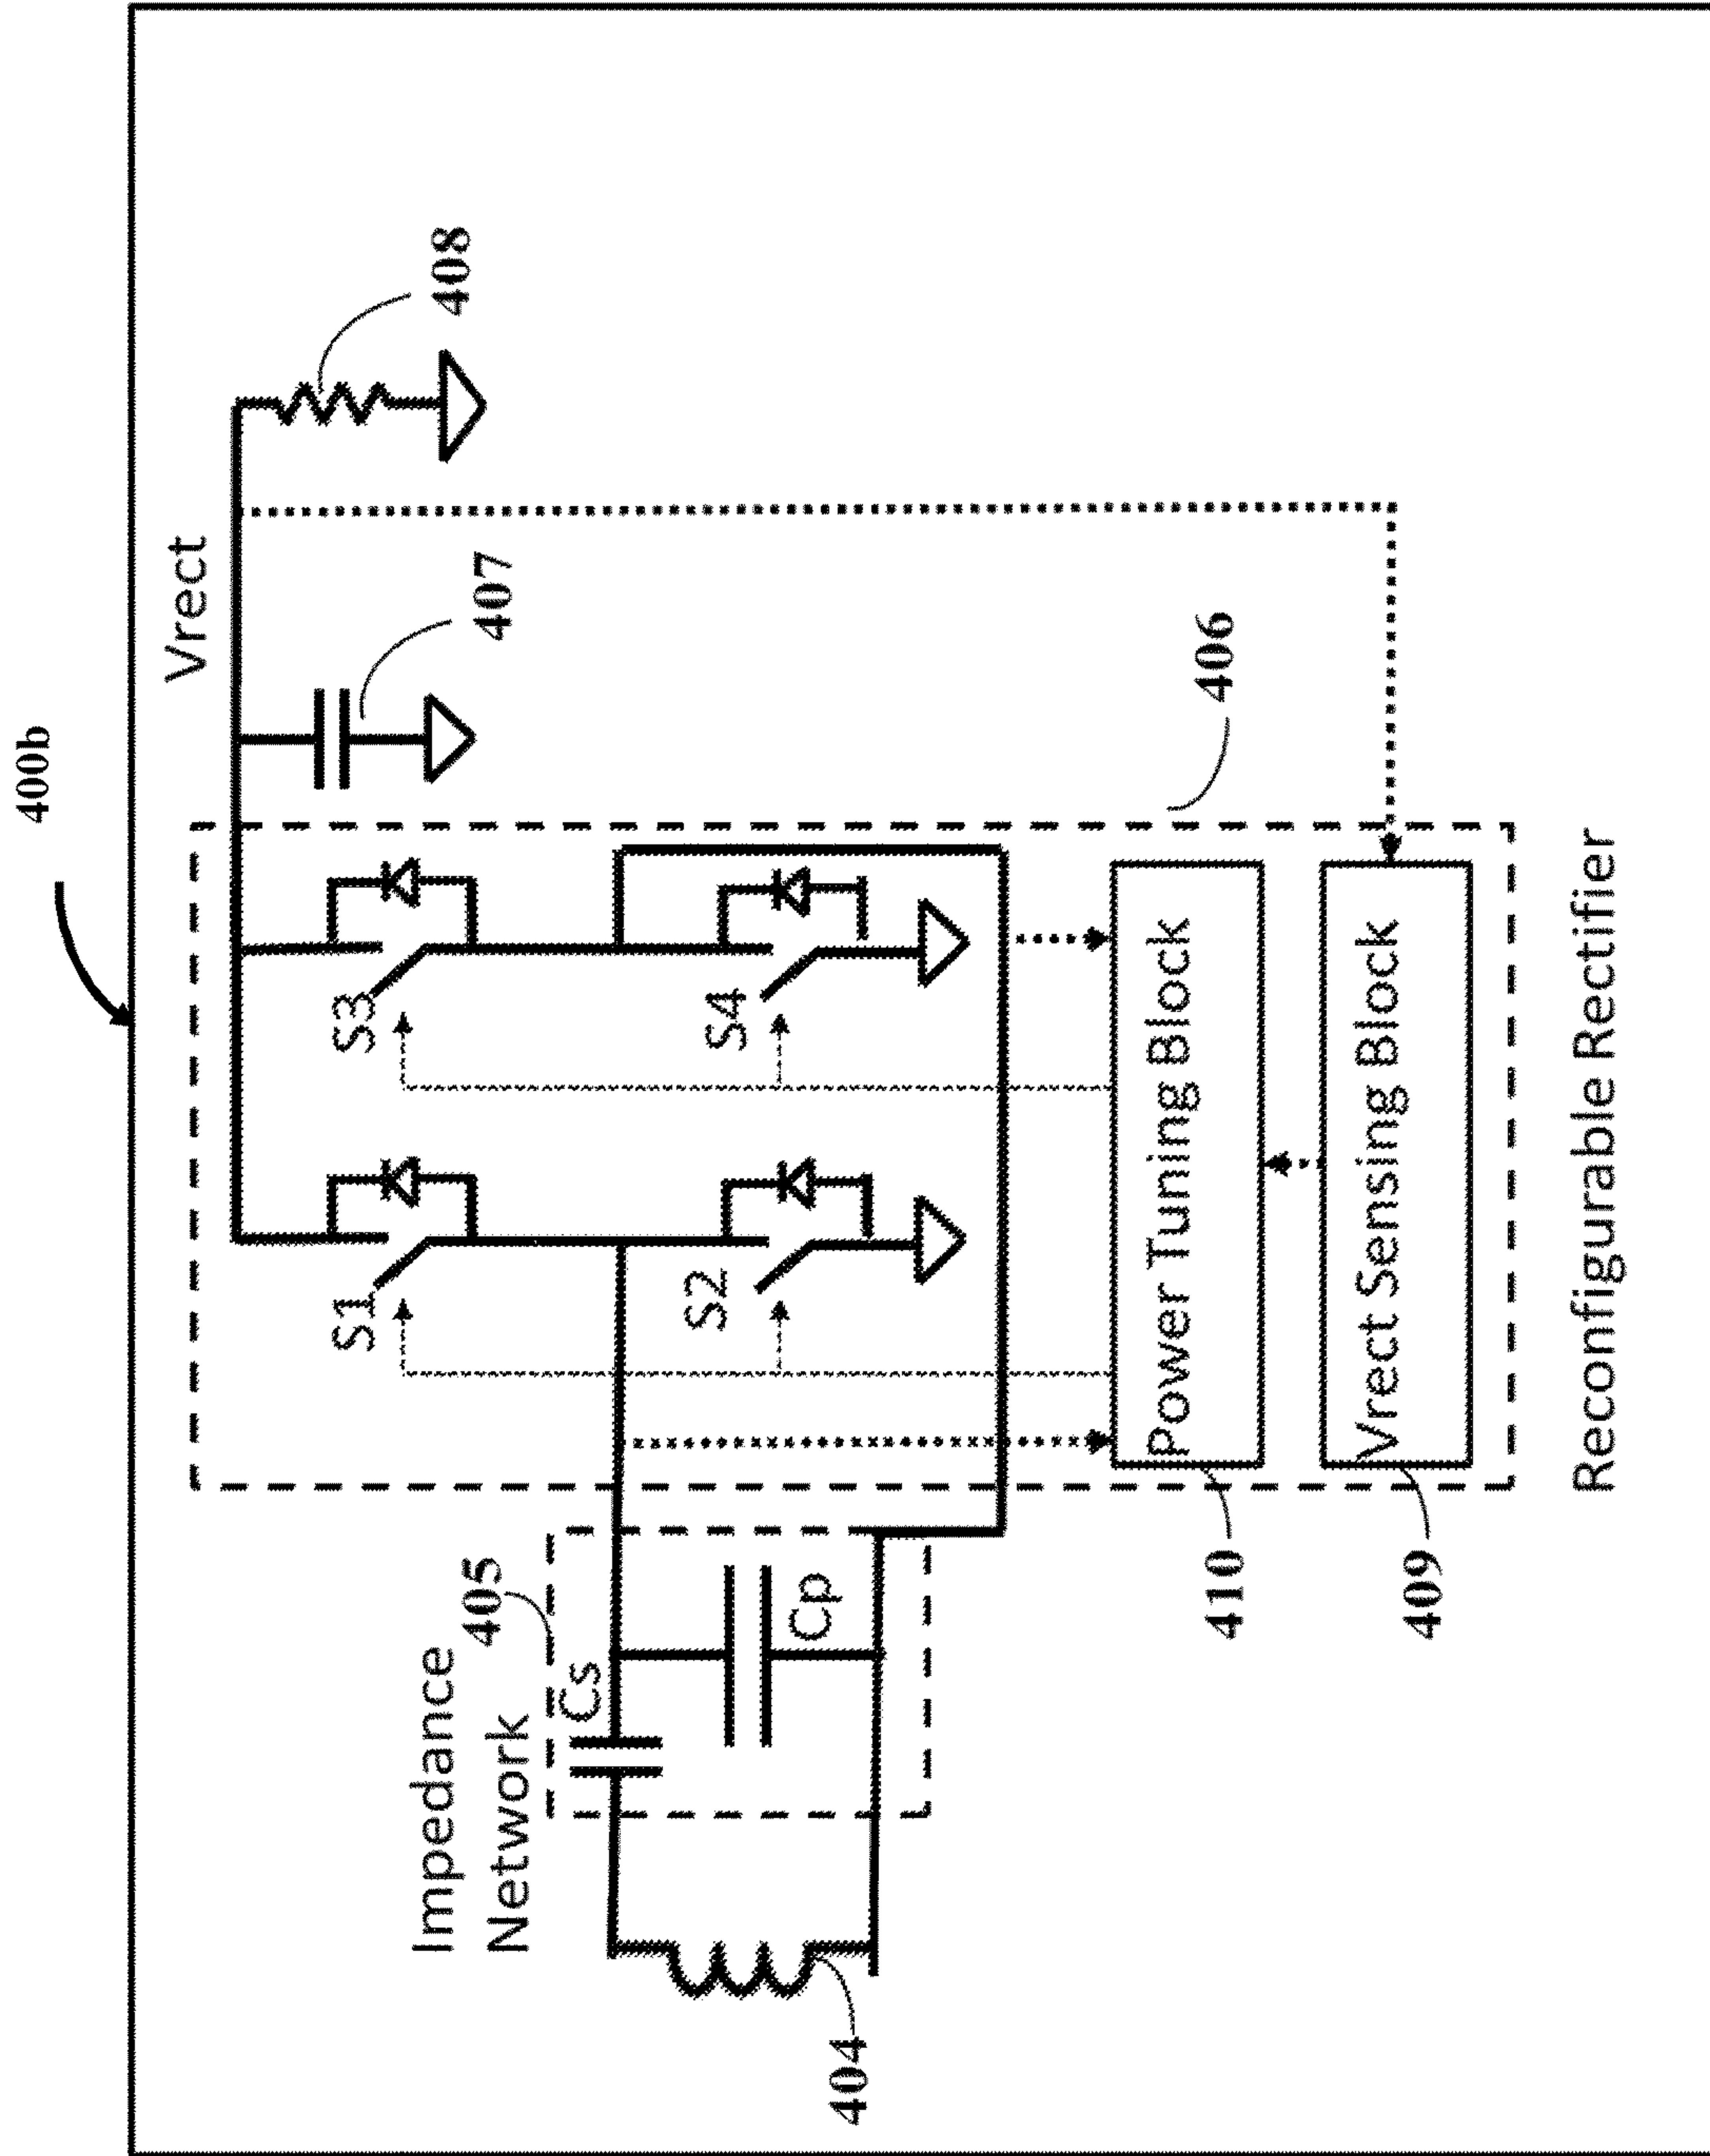 400b
Vrect
408
407
406
S1
S3
S2
S4
Impedance
Network
405
Cs
Cp
404
Power Tuning Block
Vrect Sensing Block
410
409
Reconfigurable Rectifier